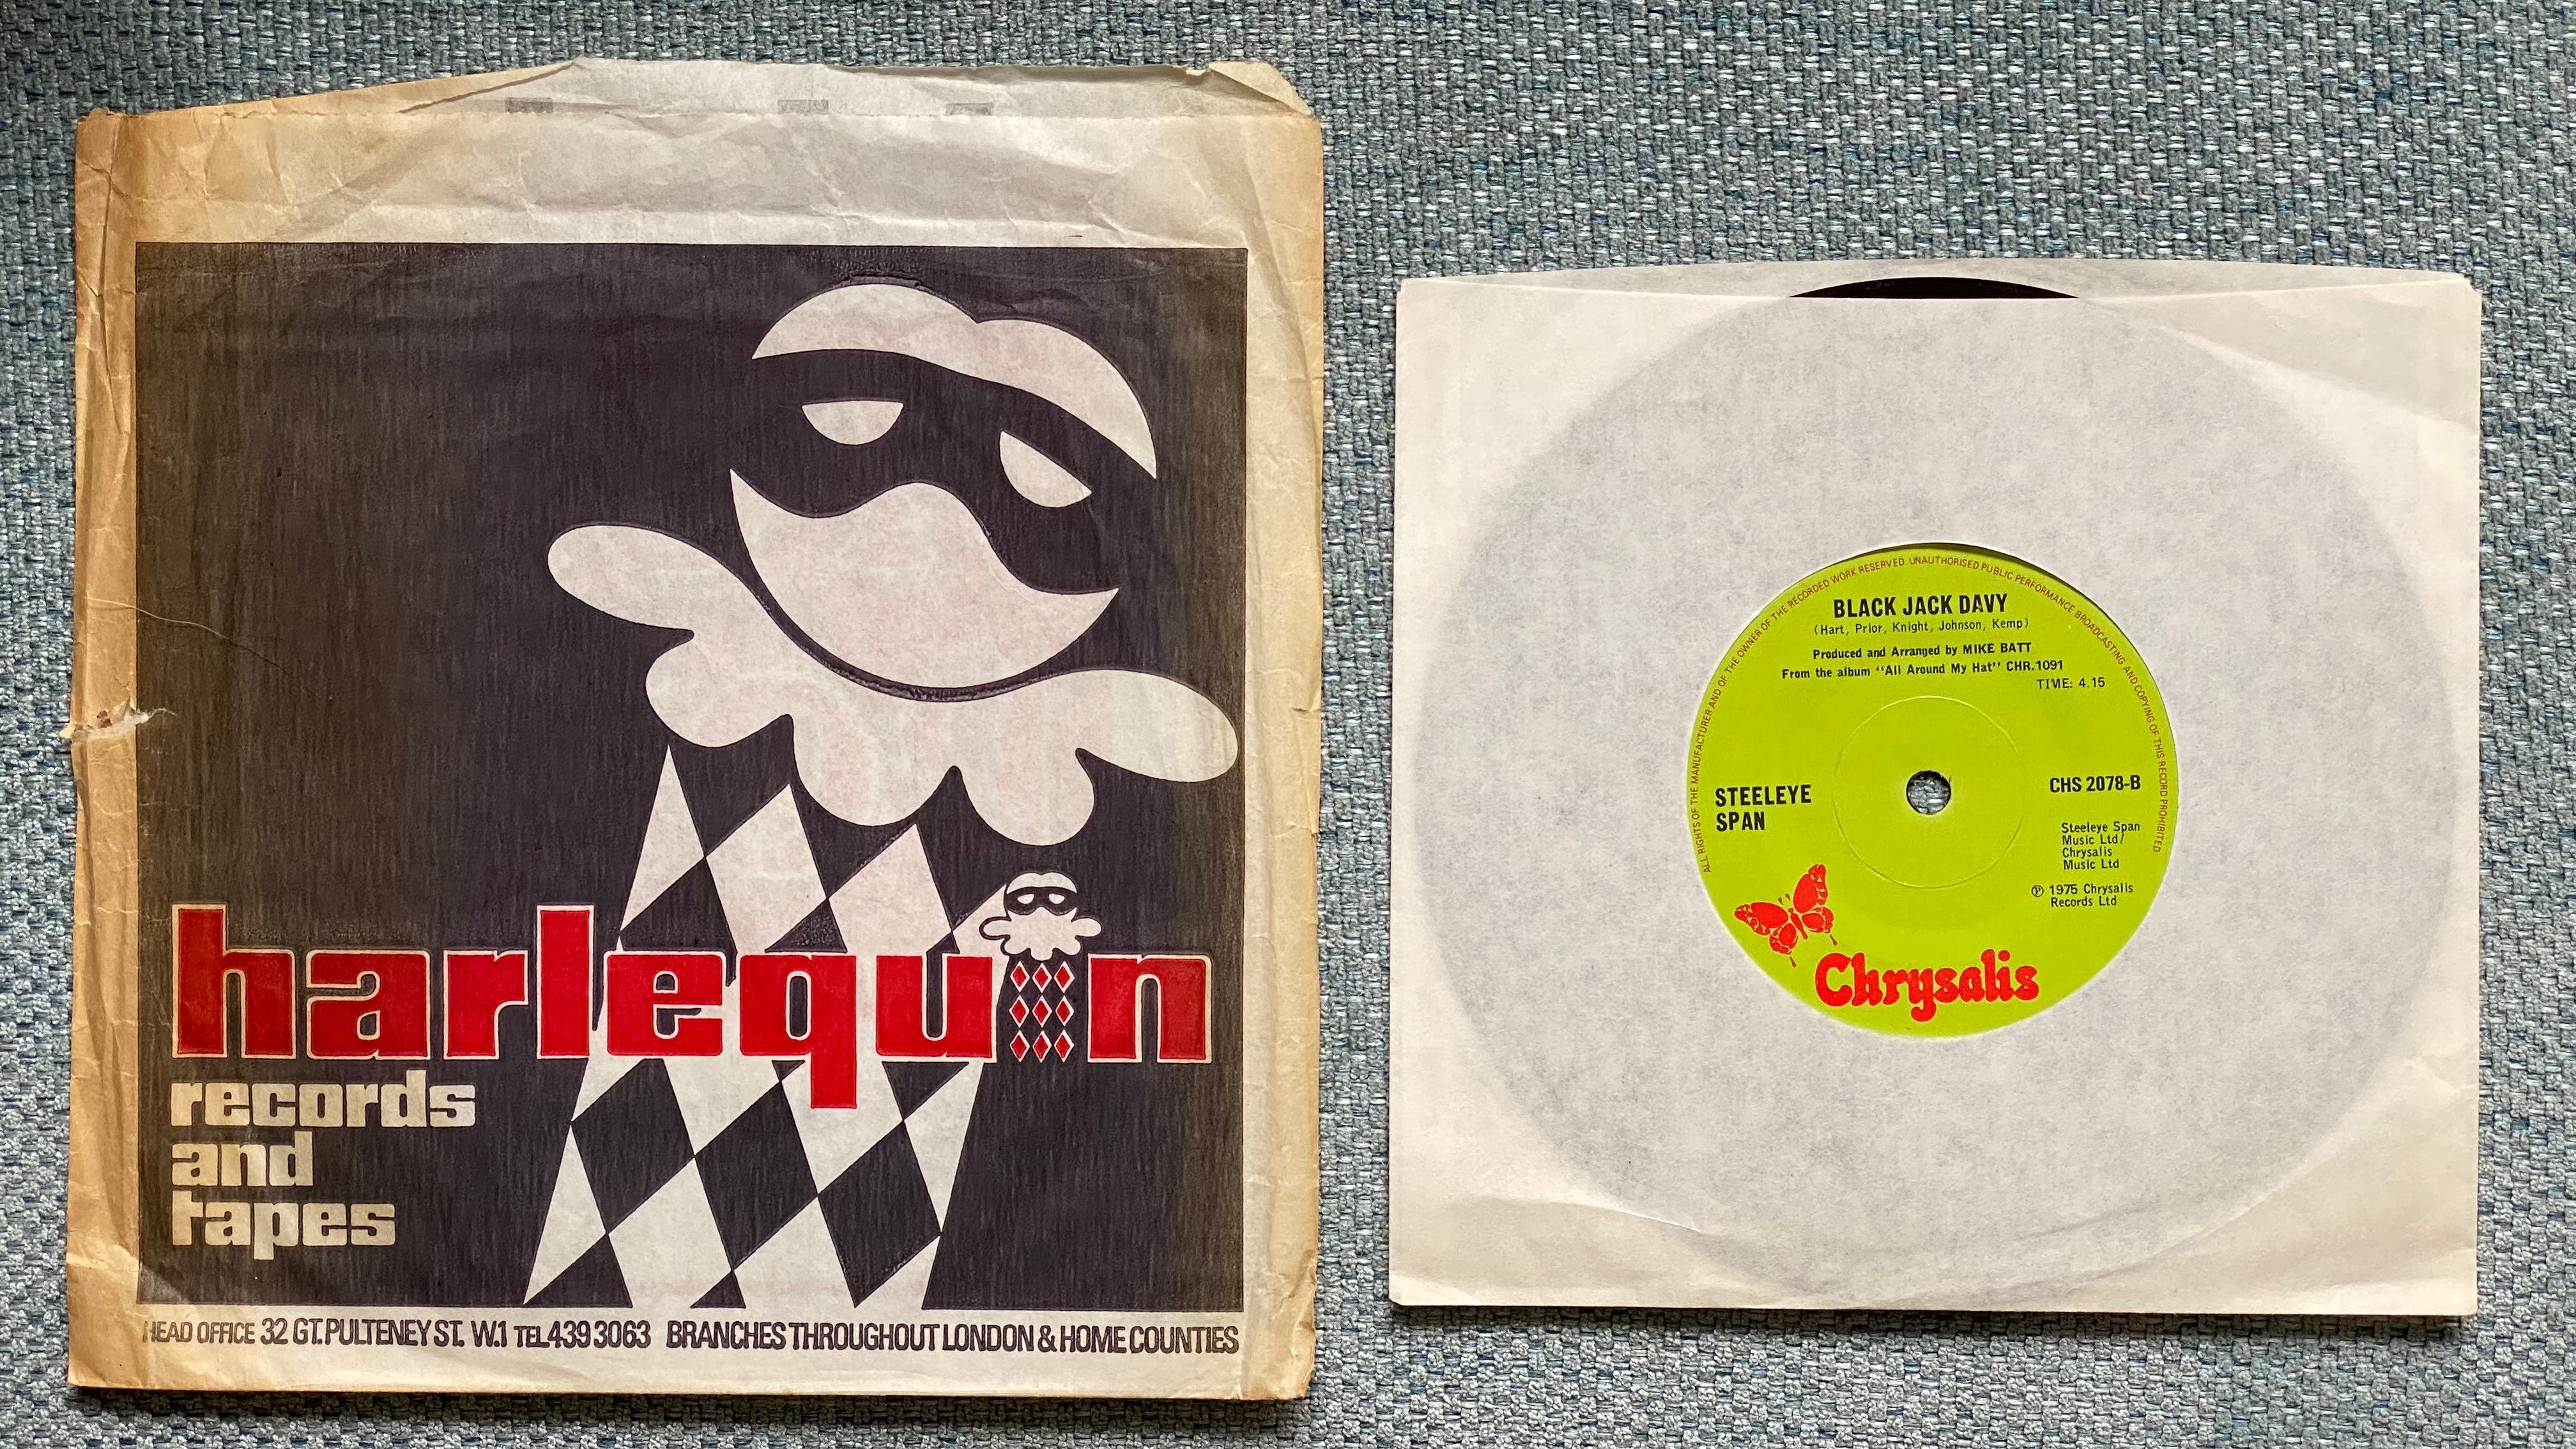 harlequin
records
and
tapes
HEAD OFFICE 32 GT. PULTENEY ST. W.1 TEL 439 3063 BRANCHES THROUGHOUT LONDON & HOME COUNTIES
ALL RIGHTS OF THE MANUFACTURER AND OF THE OWNER OF THE RECORDED WORK RESERVED. UNAUTHORISED PUBLIC PERFORMANCE BROADCASTING AND COPYING OF THIS RECORD PROHIBITED
BLACK JACK DAVY
(Hart, Prior, Knight, Johnson, Kemp)
Produced and Arranged by MIKE BATT
From the album "All Around My Hat" CHR.1091
TIME: 4.15
STEELEYE
SPAN
CHS 2078-B
Steeleye Span
Music Ltd/
Chrysalis
Music Ltd
℗ 1975 Chrysalis
Records Ltd
Chrysalis